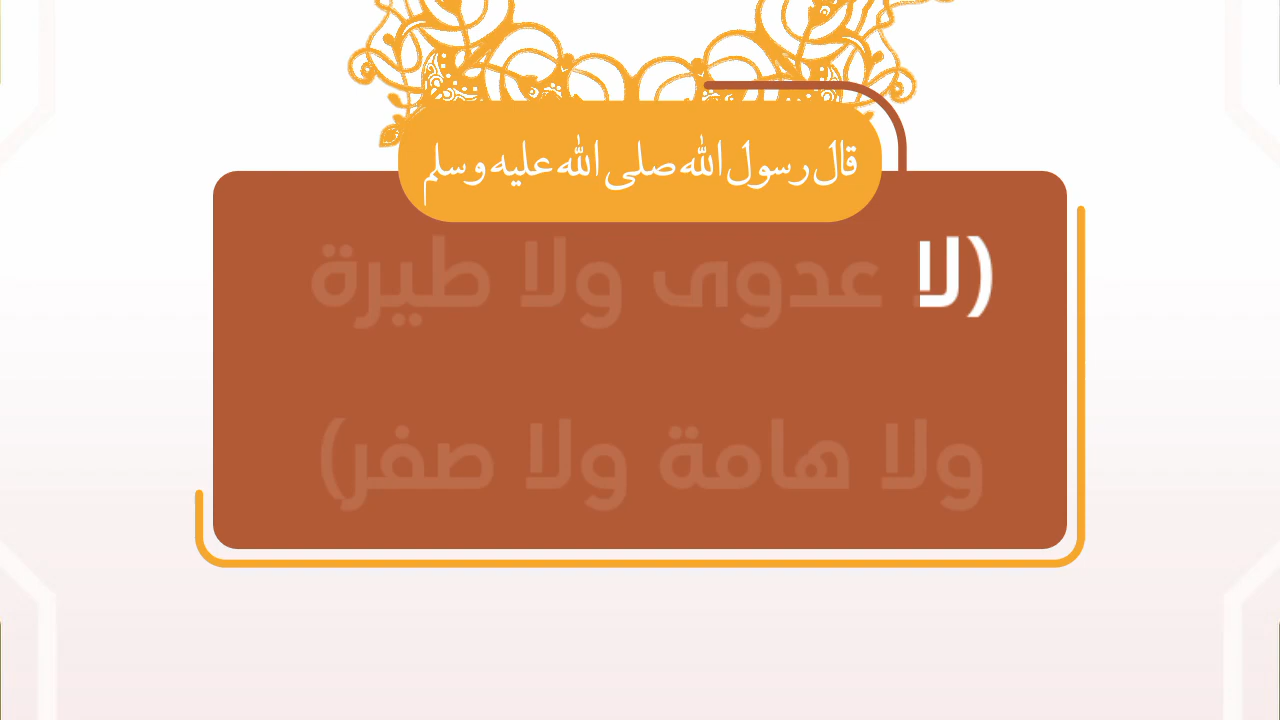 قال رسول الله صلى الله عليه وسلم
(لا عدوى ولا طيرة
ولا هامة ولا صفر)